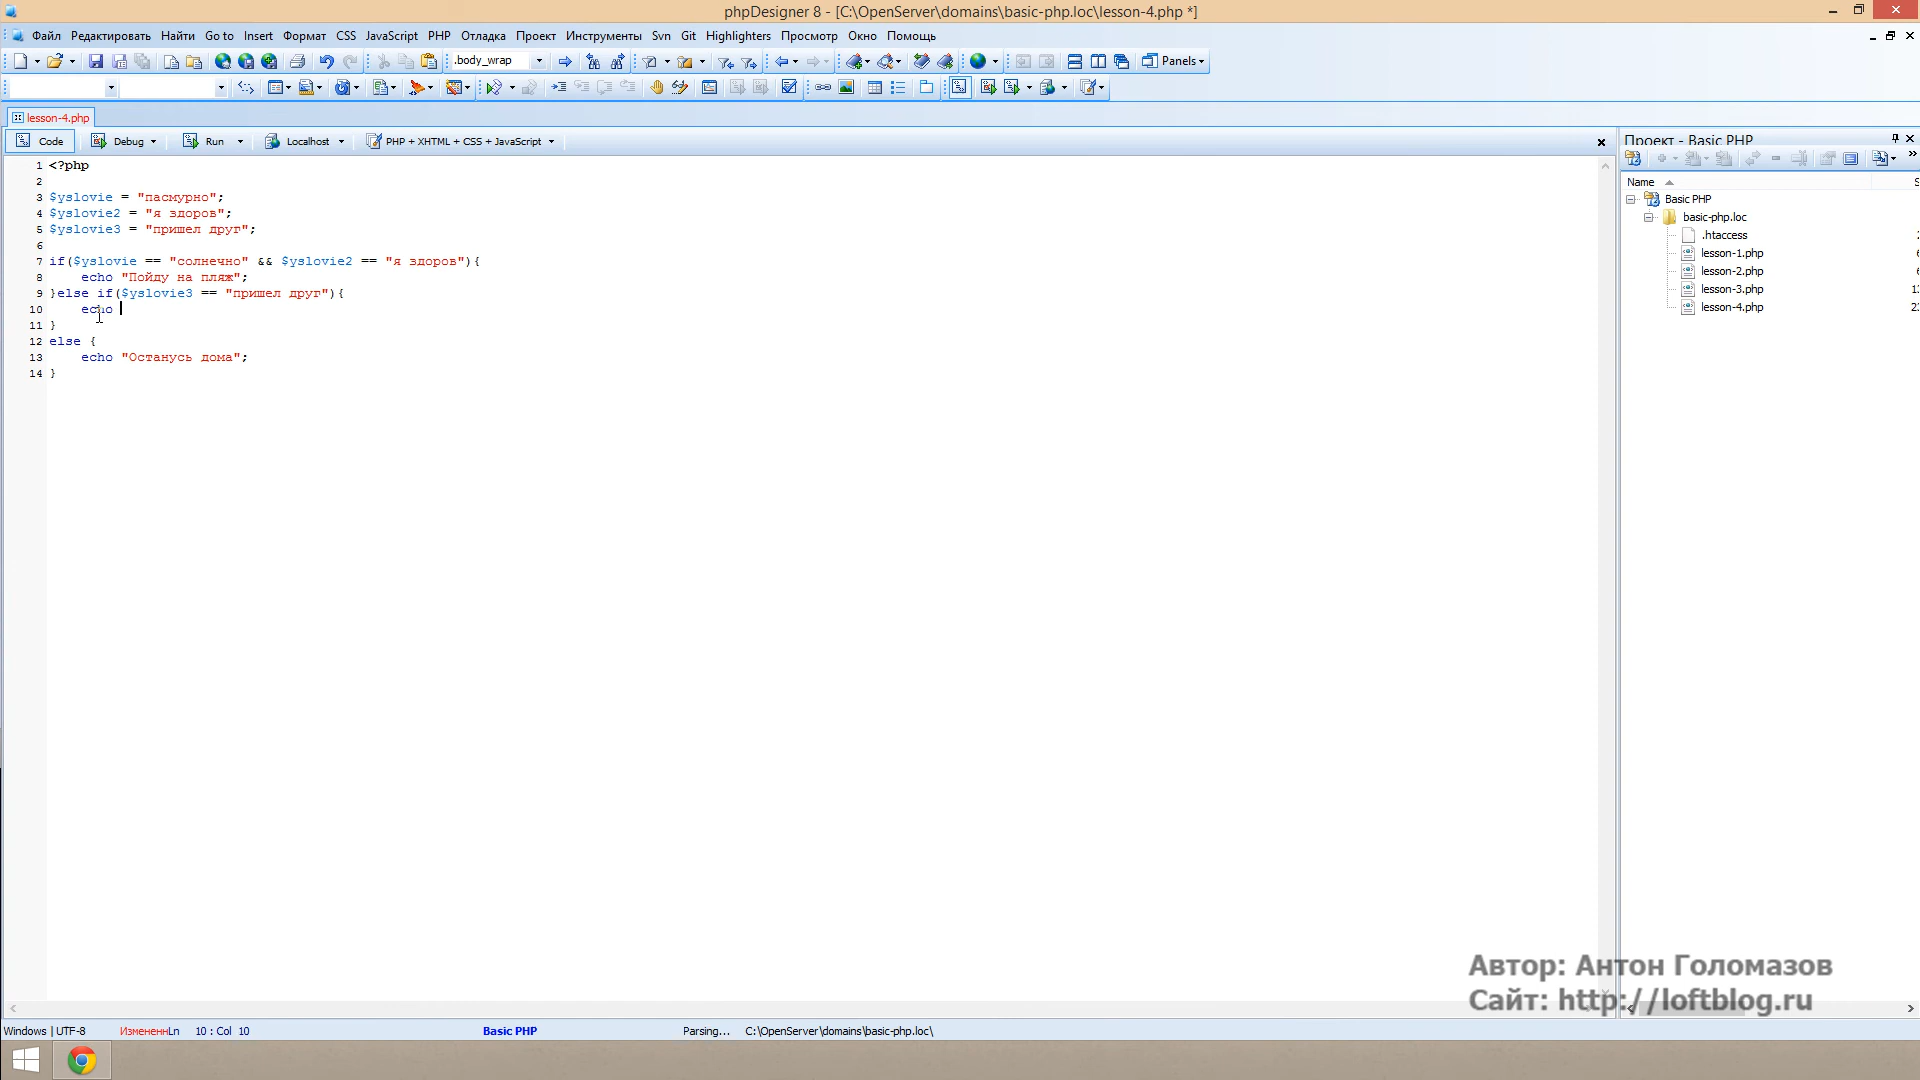 phpDesigner 8 - [C:\OpenServer\domains\basic-php.loc\lesson-4.php *]
Файл Редактировать Найти Go to Insert Формат CSS JavaScript PHP Отладка Проект Инструменты Svn Git Highlighters Просмотр Окно Помощь
.body_wrap Panels
lesson-4.php
Code Debug Run Localhost PHP + XHTML + CSS + JavaScript
1 <?php
2
3 $yslovie = "пасмурно";
4 $yslovie2 = "я здоров";
5 $yslovie3 = "пришел друг";
6
7 if($yslovie == "солнечно" && $yslovie2 == "я здоров"){
8 echo "Пойду на пляж";
9 }else if($yslovie3 == "пришел друг"){
10 echo
11 }
12 else {
13 echo "Останусь дома";
14 }
Проект - Basic PHP
Name S
Basic PHP
basic-php.loc
.htaccess 2
lesson-1.php 6
lesson-2.php 6
lesson-3.php 13
lesson-4.php 23
Автор: Антон Голомазов
Сайт: http://loftblog.ru
Windows | UTF-8 ИзмененнLn 10 : Col 10 Basic PHP Parsing... C:\OpenServer\domains\basic-php.loc\